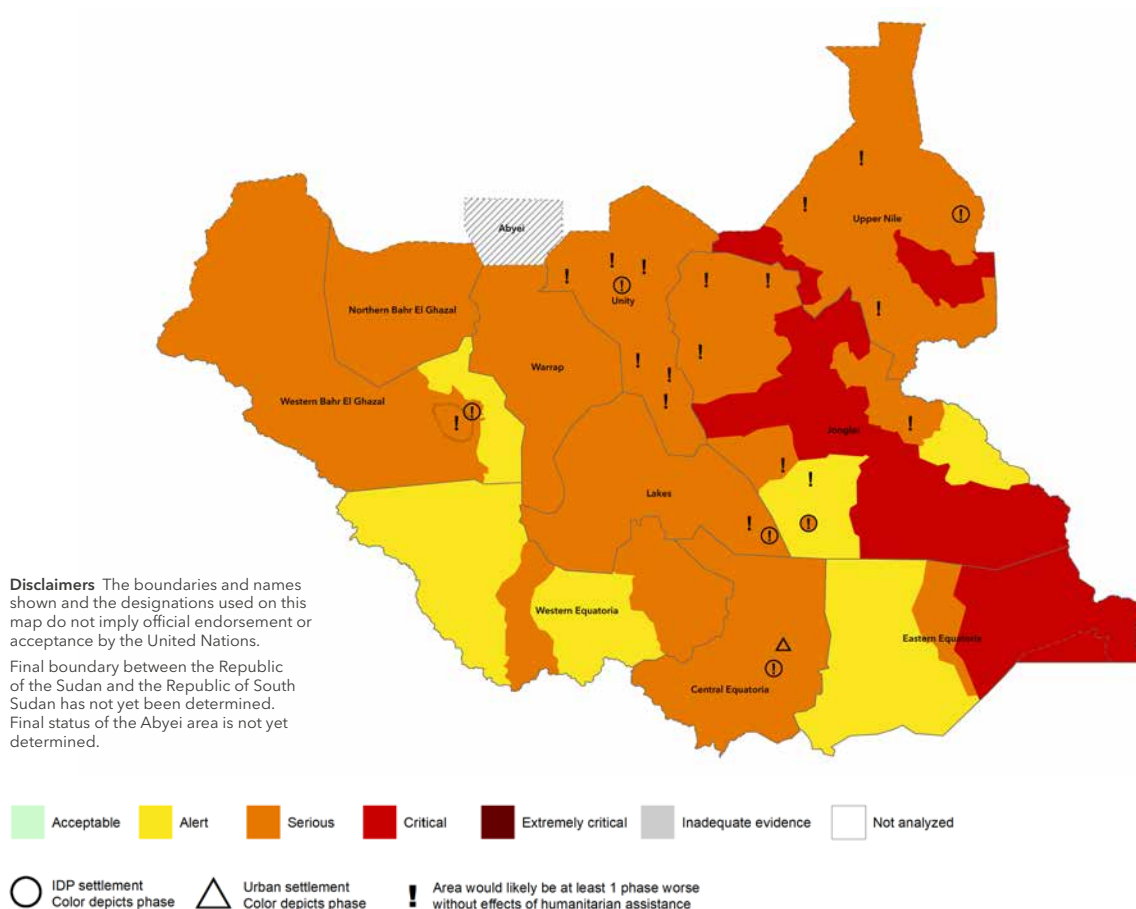 Abyei
Upper Nile
Unity
Northern Bahr El Ghazal
Warrap
Western Bahr El Ghazal
Jonglei
Lakes
Western Equatoria
Eastern Equatoria
Central Equatoria
Disclaimers The boundaries and names
shown and the designations used on this
map do not imply official endorsement or
acceptance by the United Nations.
Final boundary between the Republic
of the Sudan and the Republic of South
Sudan has not yet been determined.
Final status of the Abyei area is not yet
determined.
Acceptable Alert Serious Critical Extremely critical Inadequate evidence Not analyzed
IDP settlement
Color depicts phase
Urban settlement
Color depicts phase
! Area would likely be at least 1 phase worse
without effects of humanitarian assistance